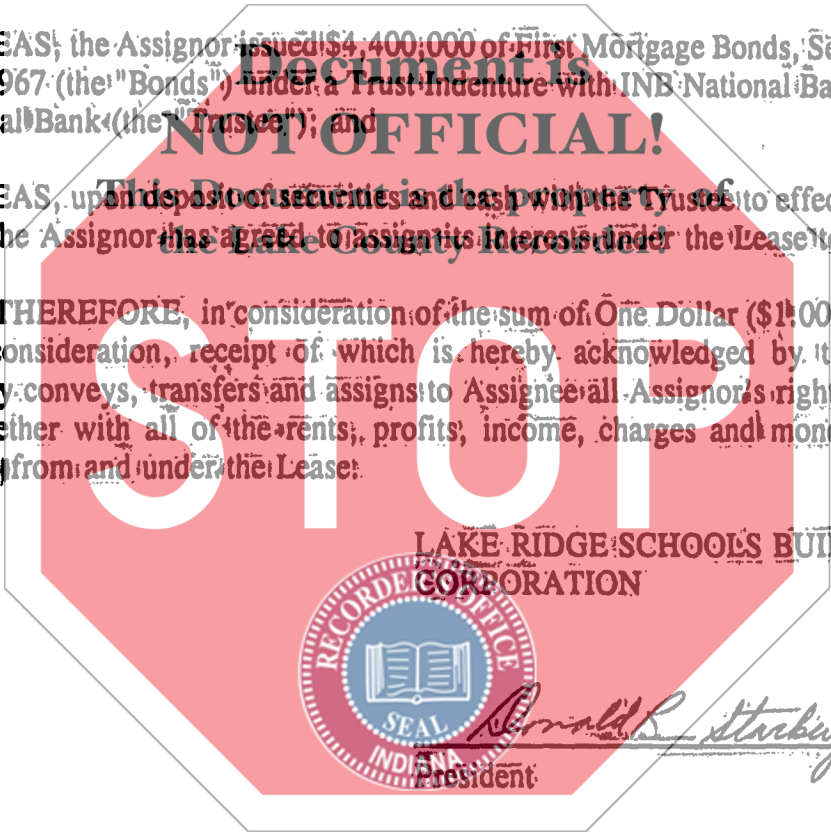 EAS, the Assignor issued $4,400,000 of First Mortgage Bonds, Se
967 (the "Bonds") under a Trust Indenture with INB National Ba
al Bank (the "Trustee"); and
Document is
NOT OFFICIAL!
This Document is the property of
the Lake County Recorder!
EAS, upon deposit of securities and cash with the Trustee to effec
he Assignor has agreed to assign its interests under the Lease to
THEREFORE, in consideration of the sum of One Dollar ($1.00
onsideration, receipt of which is hereby acknowledged by t
y conveys, transfers and assigns to Assignee all Assignor's right
ether with all of the rents, profits, income, charges and mone
from and under the Lease.
STOP
LAKE RIDGE SCHOOLS BUIL
CORPORATION
RECORDER'S OFFICE
SEAL
INDIANA
Donald B.
President